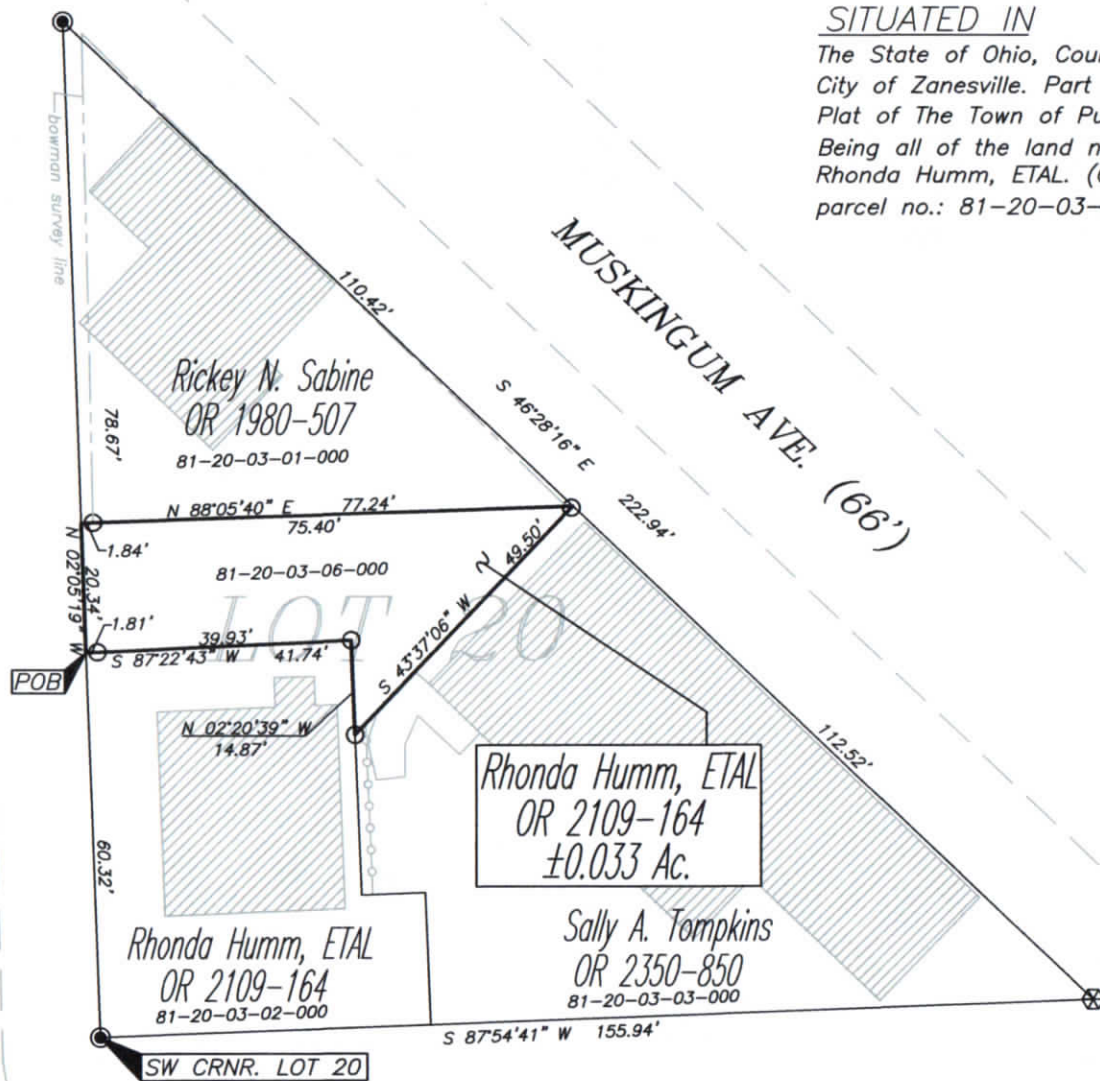 SITUATED IN
The State of Ohio,
City of Zanesville. Part
Plat of The Town of
Being all of the land
Rhonda Humm, ETAL.
parcel no.: 81-20-03-
bowman survey line
110.42'
MUSKINGUM AVE. (66')
Rickey N. Sabine
OR 1980-507
81-20-03-01-000
78.67'
S 46°28'16" E
222.94'
N 88°05'40" E 77.24'
75.40'
1.84'
N 02°05'19" W
20.34'
81-20-03-06-000
49.50'
S 43°37'06" W
LOT 20
1.81'
39.93'
S 87°22'43" W 41.74'
POB
N 02°20'39" W
14.87'
112.52'
Rhonda Humm, ETAL
OR 2109-164
±0.033 Ac.
60.32'
Rhonda Humm, ETAL
OR 2109-164
81-20-03-02-000
Sally A. Tompkins
OR 2350-850
81-20-03-03-000
S 87°54'41" W 155.94'
SW CRNR. LOT 20